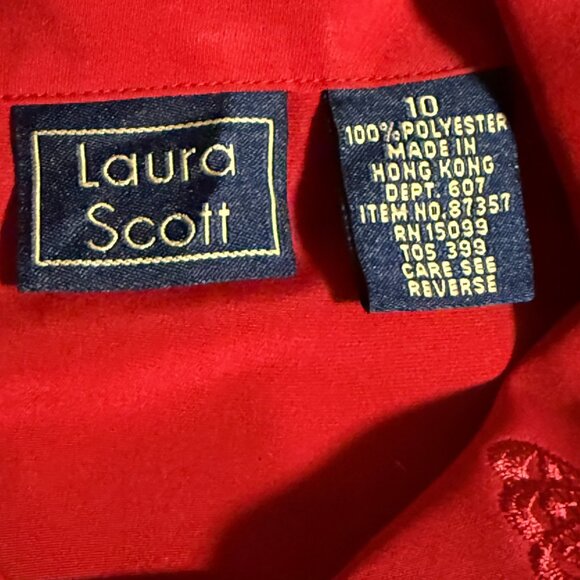 Laura
Scott
10
100% POLYESTER
MADE IN
HONG KONG
DEPT. 607
ITEM NO. 87357
RN 15099
TOS 399
CARE SEE
REVERSE